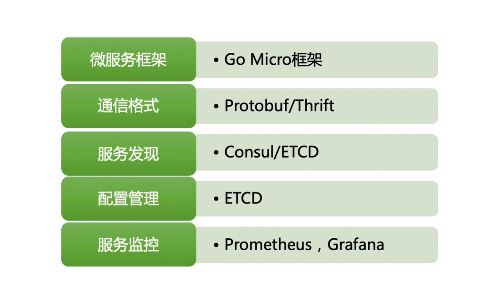 微服务框架
• Go Micro框架
通信格式
• Protobuf/Thrift
服务发现
• Consul/ETCD
配置管理
• ETCD
服务监控
• Prometheus，Grafana